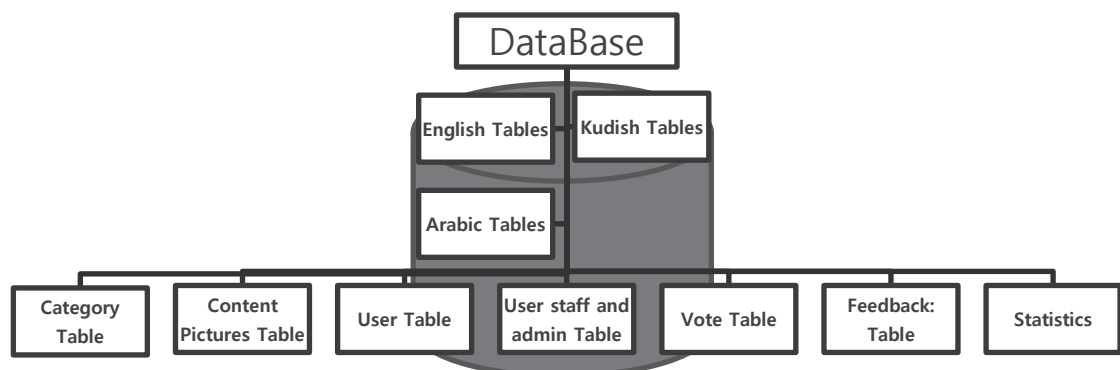 DataBase
English Tables
Kudish Tables
Arabic Tables
Category
Table
Content
Pictures Table
User Table
User staff and
admin Table
Vote Table
Feedback:
Table
Statistics